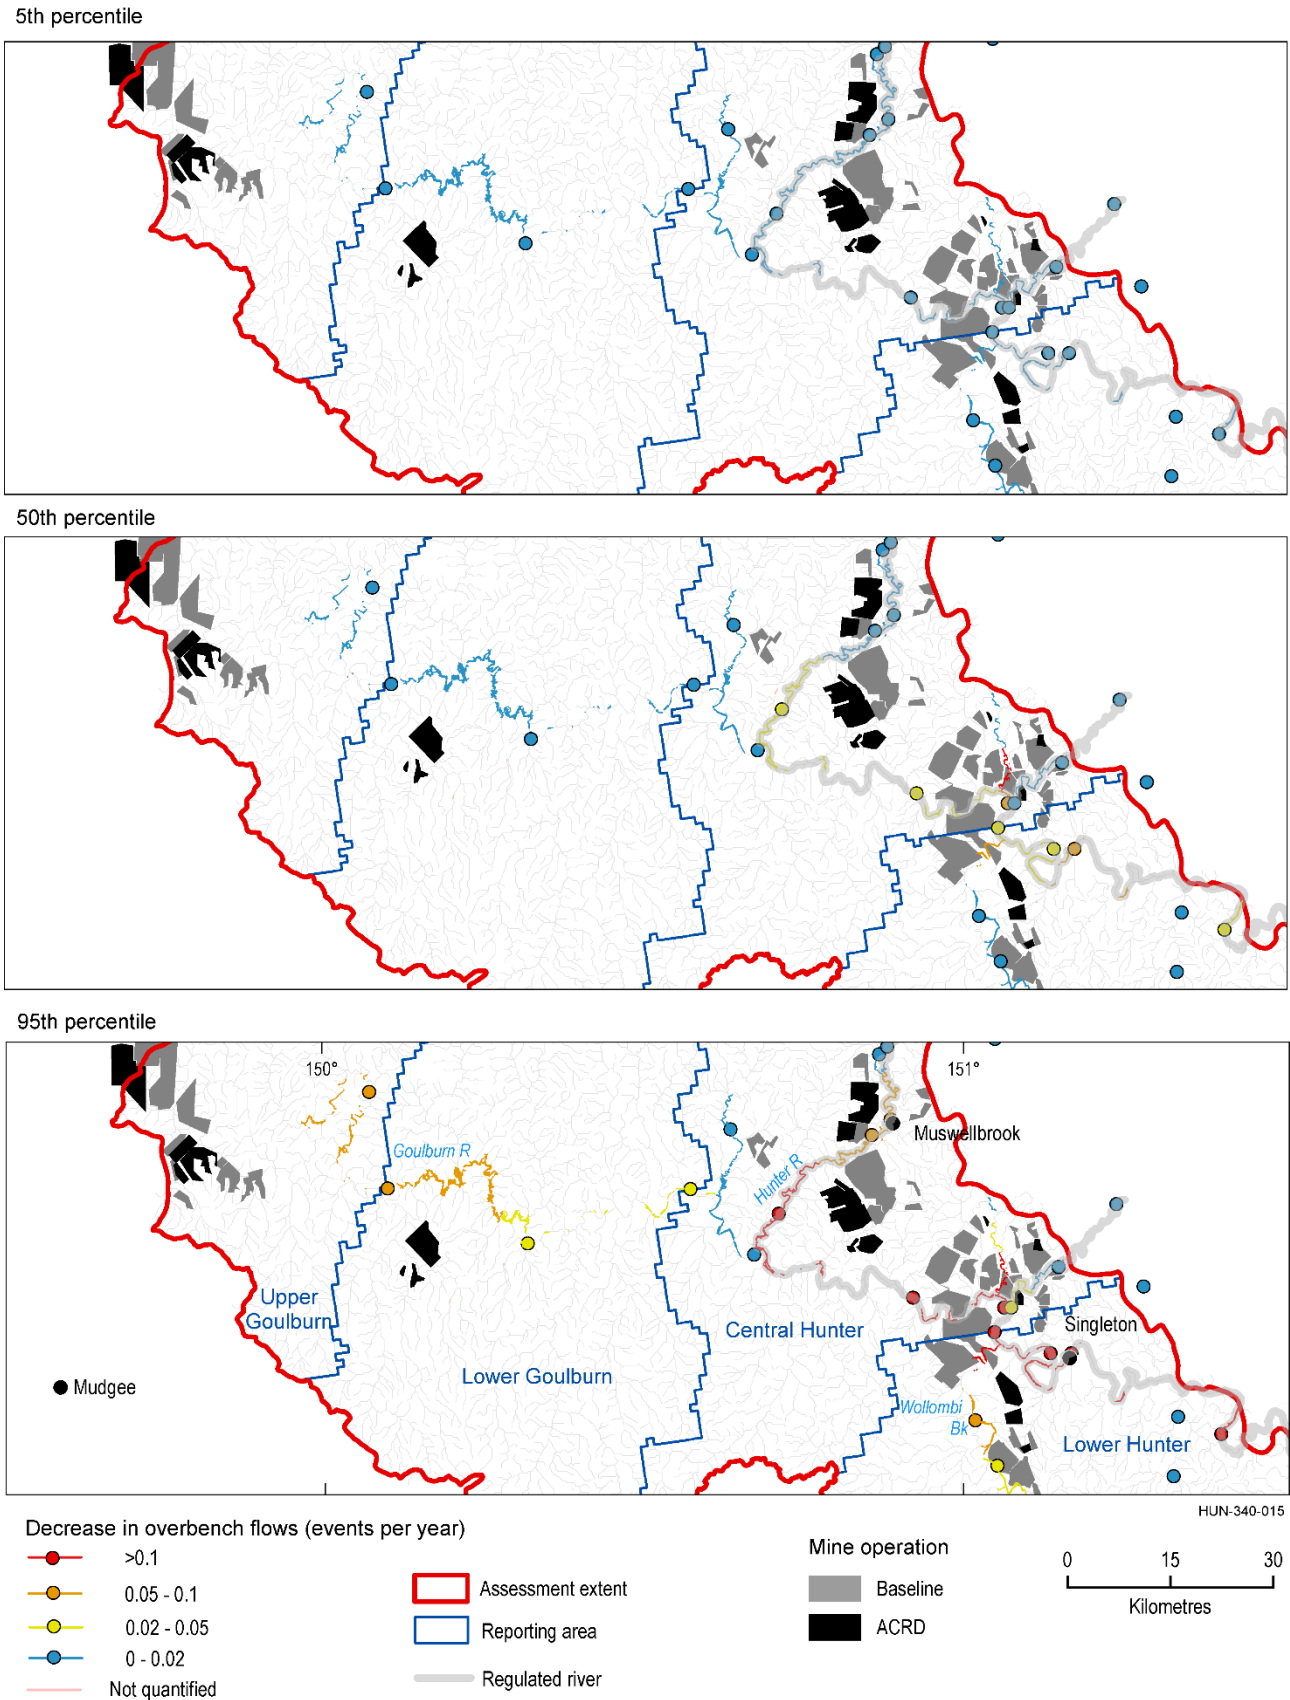 5th percentile
50th percentile
95th percentile
150°
151°
Muswellbrook
Goulburn R
Hunter R
Upper
Goulburn
Central Hunter
Singleton
Lower Goulburn
Mudgee
Wollombi
Bk
Lower Hunter
HUN-340-015
Decrease in overbench flows (events per year)
>0.1
0.05 - 0.1
0.02 - 0.05
0 - 0.02
Not quantified
Assessment extent
Reporting area
Regulated river
Mine operation
Baseline
ACRD
0 15 30
Kilometres